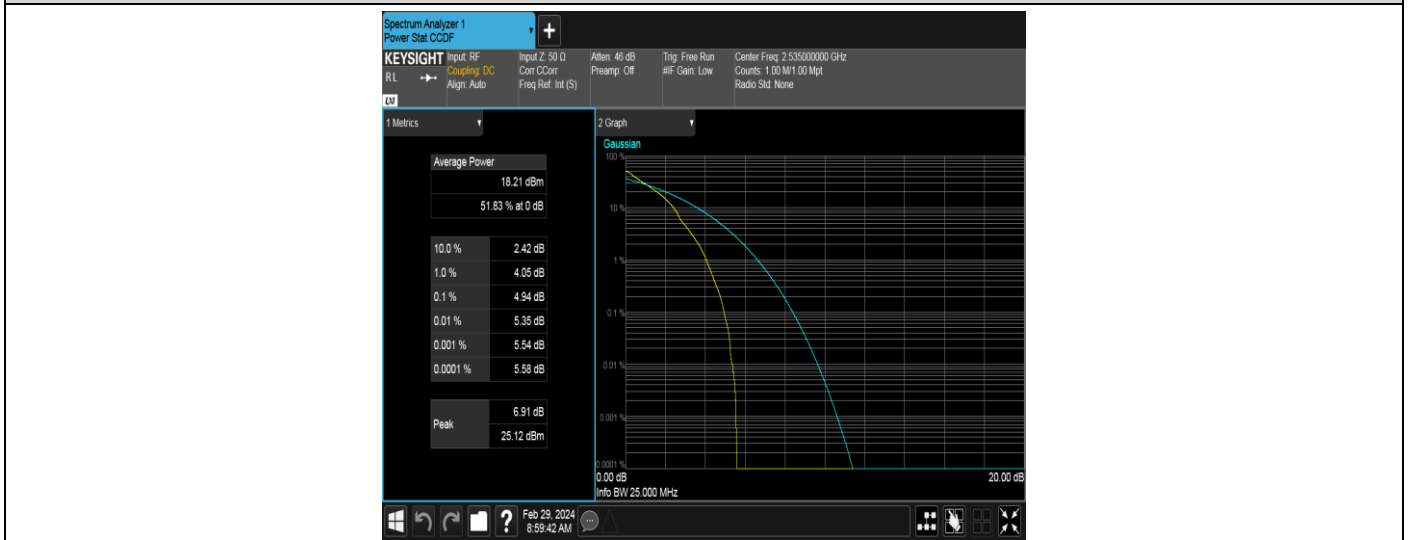 Spectrum Analyzer 1
Power Stat CCDF
+
KEYSIGHT
RL
LXI
Input: RF
Coupling: DC
Align: Auto
Input Z: 50 Ω
Corr CCorr
Freq Ref: Int (S)
Atten: 46 dB
Preamp: Off
Trig: Free Run
#IF Gain: Low
Center Freq: 2.535000000 GHz
Counts: 1.00 M/1.00 Mpt
Radio Std: None
1 Metrics
Average Power
18.21 dBm
51.83 % at 0 dB
10.0 % 2.42 dB
1.0 % 4.05 dB
0.1 % 4.94 dB
0.01 % 5.35 dB
0.001 % 5.54 dB
0.0001 % 5.58 dB
Peak
6.91 dB
25.12 dBm
2 Graph
Gaussian
100 %
10 %
1 %
0.1 %
0.01 %
0.001 %
0.0001 %
0.00 dB 20.00 dB
Info BW 25.000 MHz
?
Feb 29, 2024
8:59:42 AM